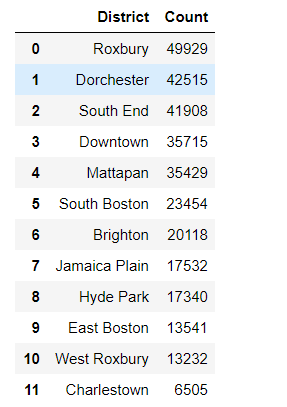 District Count
0 Roxbury 49929
1 Dorchester 42515
2 South End 41908
3 Downtown 35715
4 Mattapan 35429
5 South Boston 23454
6 Brighton 20118
7 Jamaica Plain 17532
8 Hyde Park 17340
9 East Boston 13541
10 West Roxbury 13232
11 Charlestown 6505